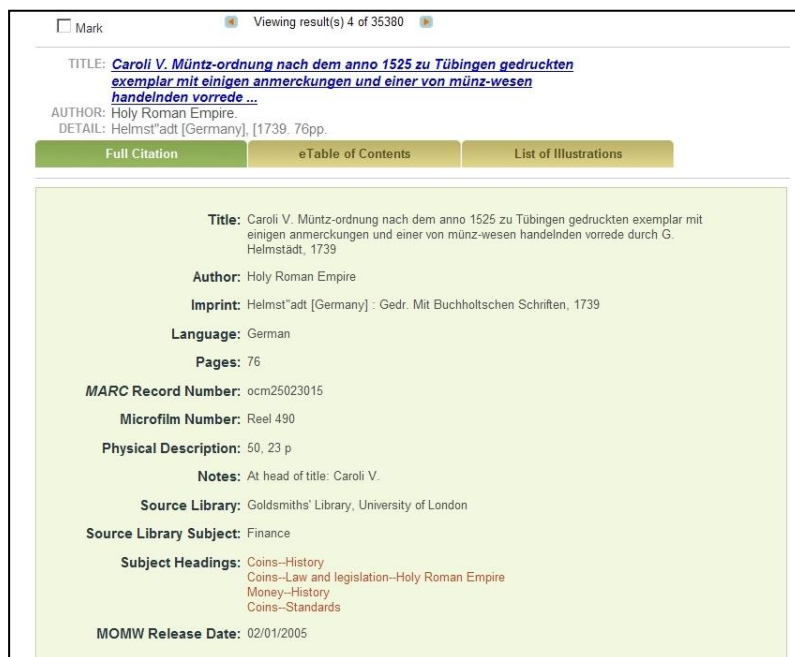 Mark
Viewing result(s) 4 of 35380
TITLE: Caroli V. Müntz-ordnung nach dem anno 1525 zu Tübingen gedruckten
exemplar mit einigen anmerckungen und einer von münz-wesen
handelnden vorrede ...
AUTHOR: Holy Roman Empire.
DETAIL: Helmst"adt [Germany], [1739. 76pp.
Full Citation eTable of Contents List of Illustrations
Title: Caroli V. Müntz-ordnung nach dem anno 1525 zu Tübingen gedruckten exemplar mit
einigen anmerckungen und einer von münz-wesen handelnden vorrede durch G.
Helmstädt, 1739
Author: Holy Roman Empire
Imprint: Helmst"adt [Germany] : Gedr. Mit Buchholtschen Schriften, 1739
Language: German
Pages: 76
MARC Record Number: ocm25023015
Microfilm Number: Reel 490
Physical Description: 50, 23 p
Notes: At head of title: Caroli V.
Source Library: Goldsmiths' Library, University of London
Source Library Subject: Finance
Subject Headings: Coins--History
Coins--Law and legislation--Holy Roman Empire
Money--History
Coins--Standards
MOMW Release Date: 02/01/2005